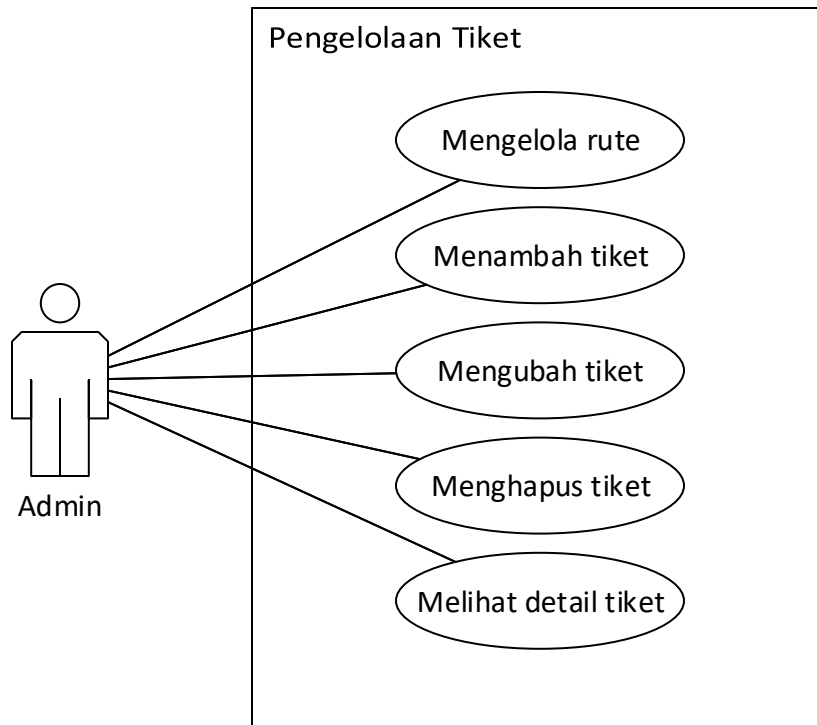 Pengelolaan Tiket
Mengelola rute
Menambah tiket
Mengubah tiket
Menghapus tiket
Admin
Melihat detail tiket